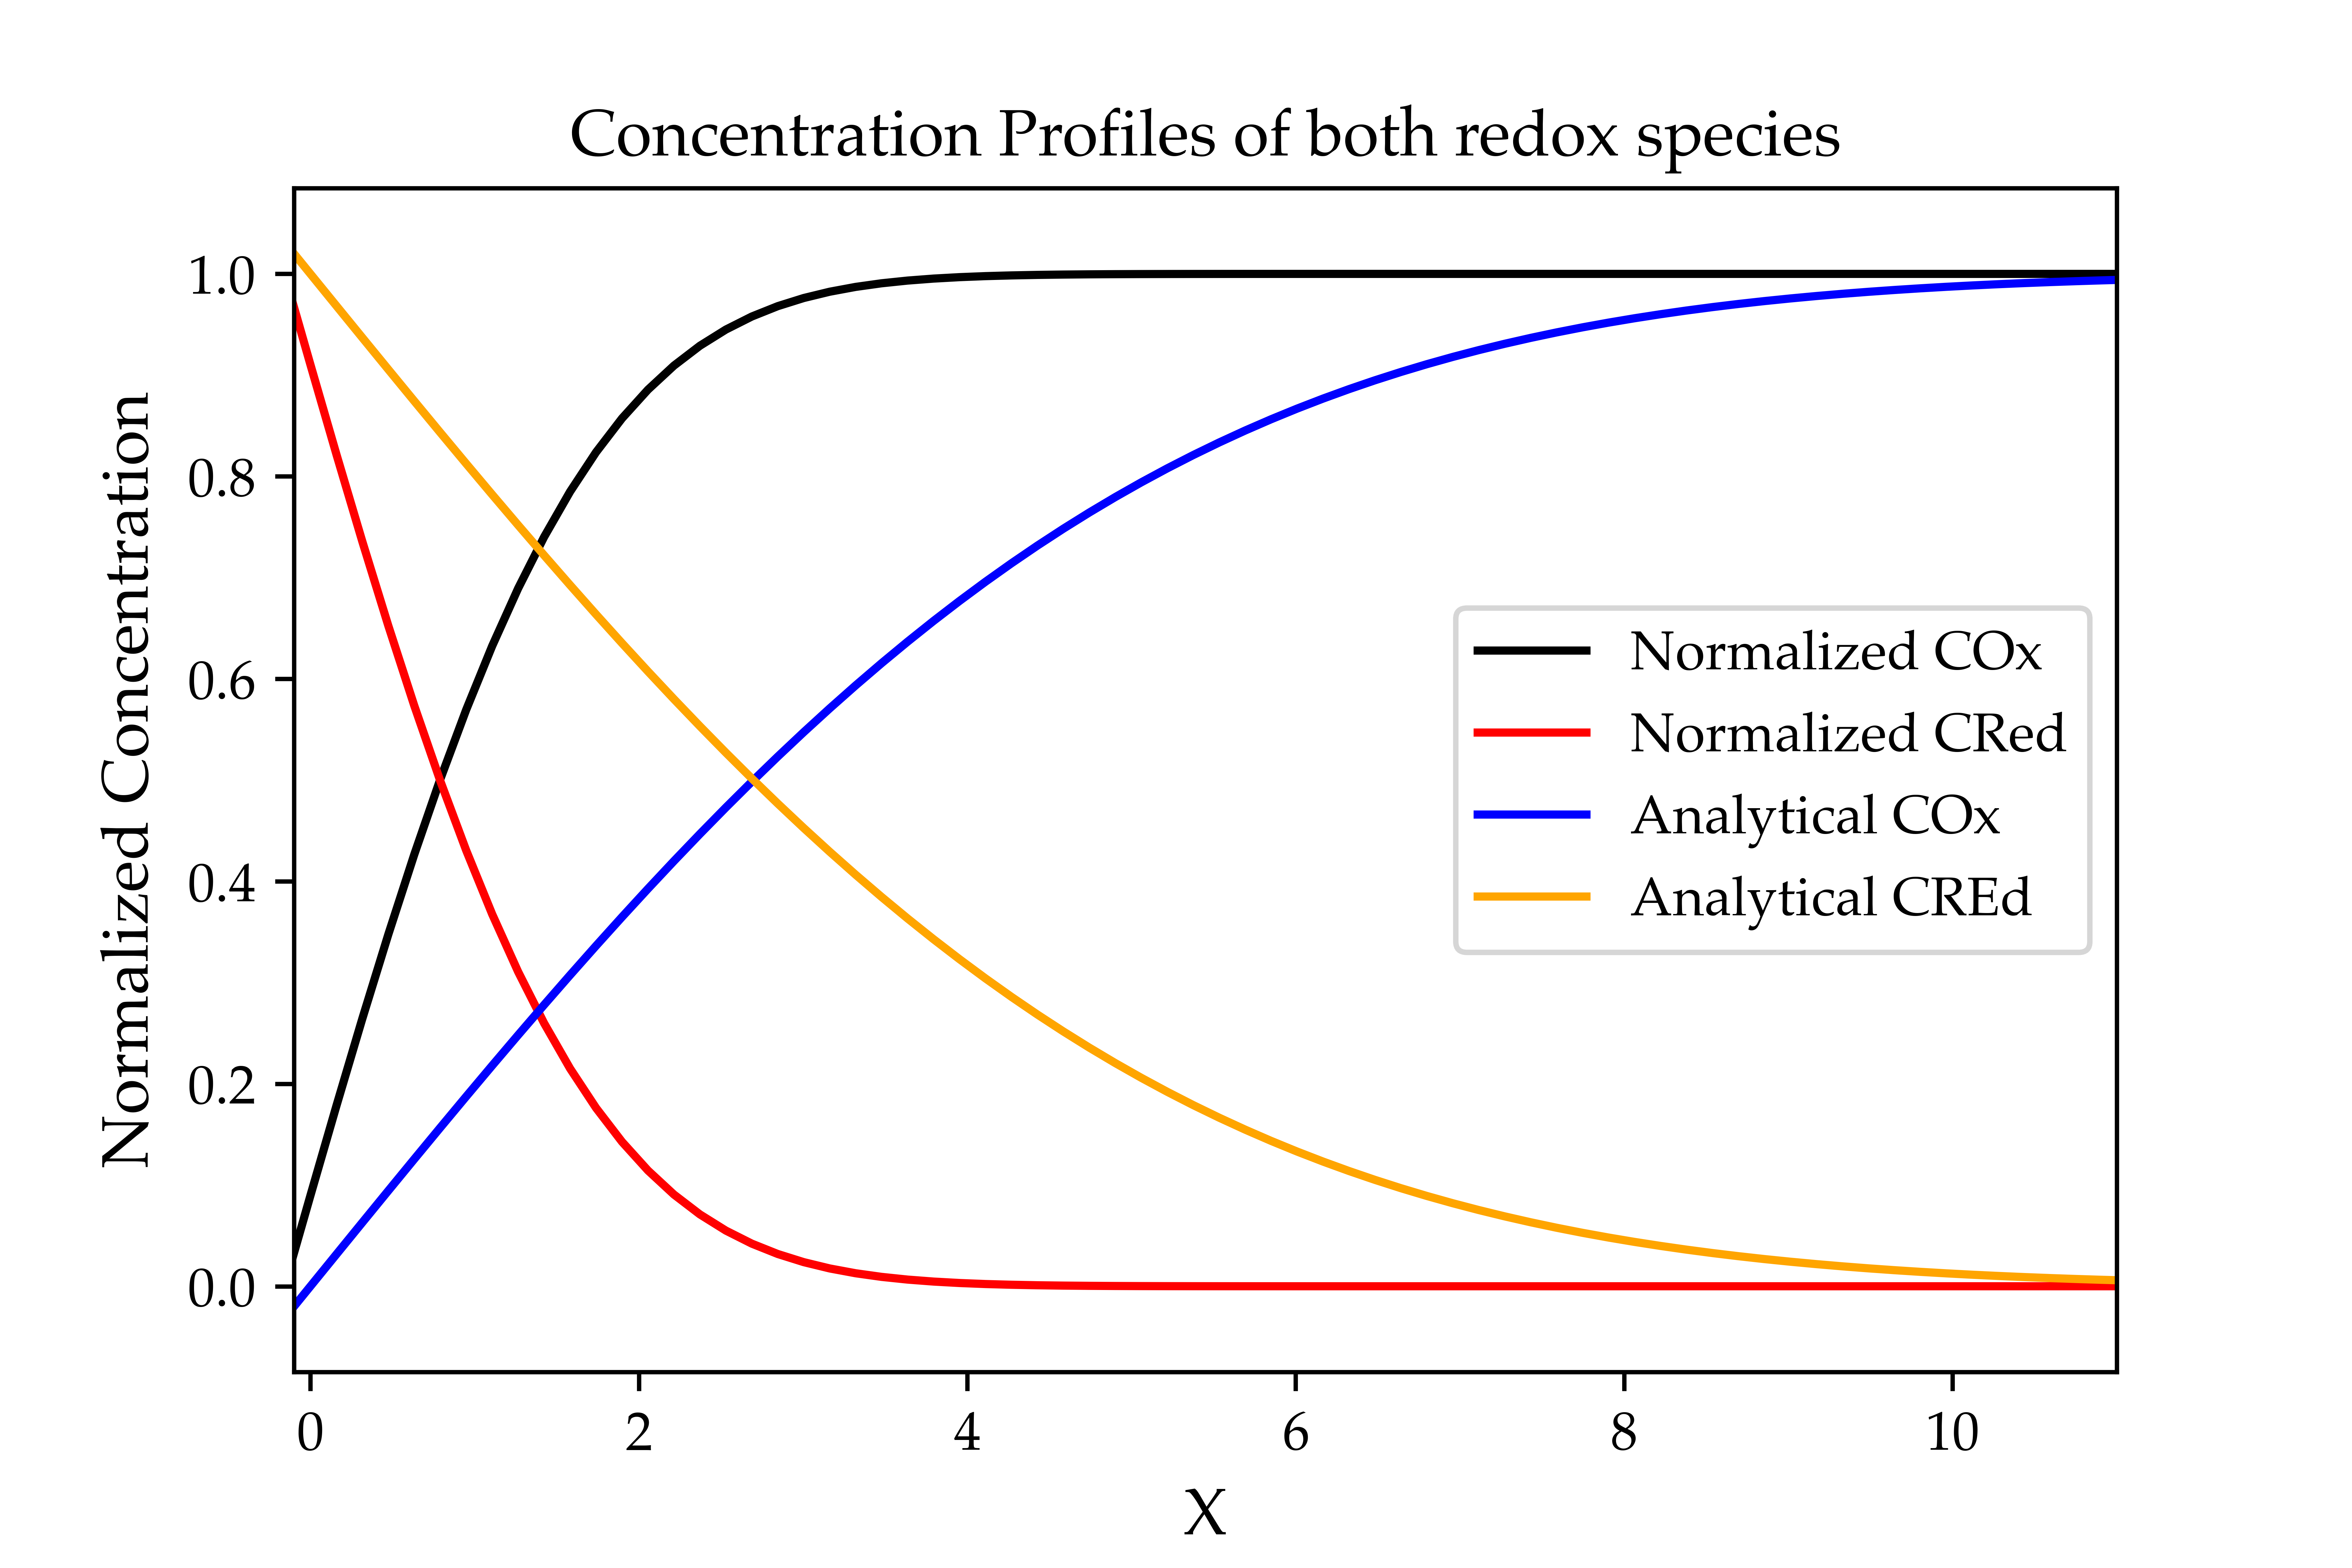 Concentration Profiles of both redox species
Normalized Concentration
1.0
0.8
0.6
0.4
0.2
0.0
Normalized COx
Normalized CRed
Analytical COx
Analytical CREd
0 2 4 6 8 10
X